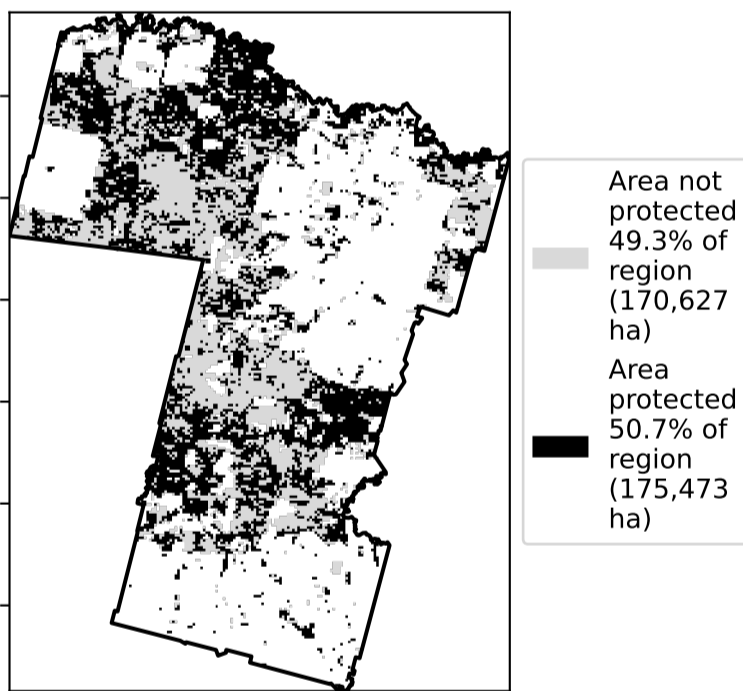 Area not
protected
49.3% of
region
(170,627
ha)
Area
protected
50.7% of
region
(175,473
ha)